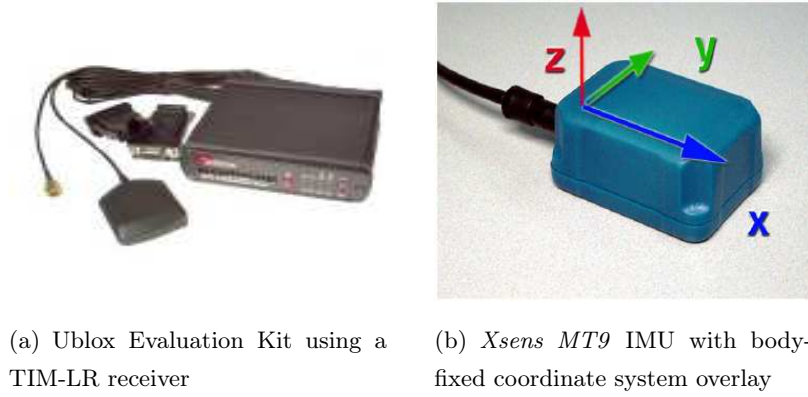 z
y
x
(a) Ublox Evaluation Kit using a
TIM-LR receiver
(b) Xsens MT9 IMU with body-
fixed coordinate system overlay